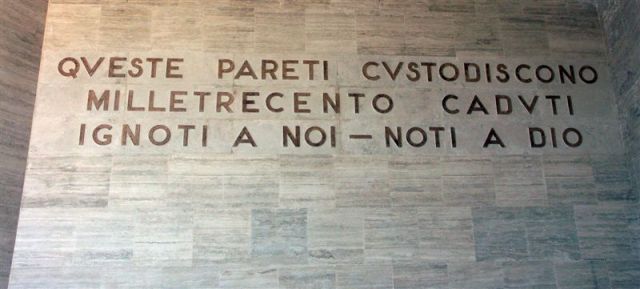 QVESTE PARETI CVSTODISCONO
MILLETRECENTO CADVTI
IGNOTI A NOI — NOTI A DIO